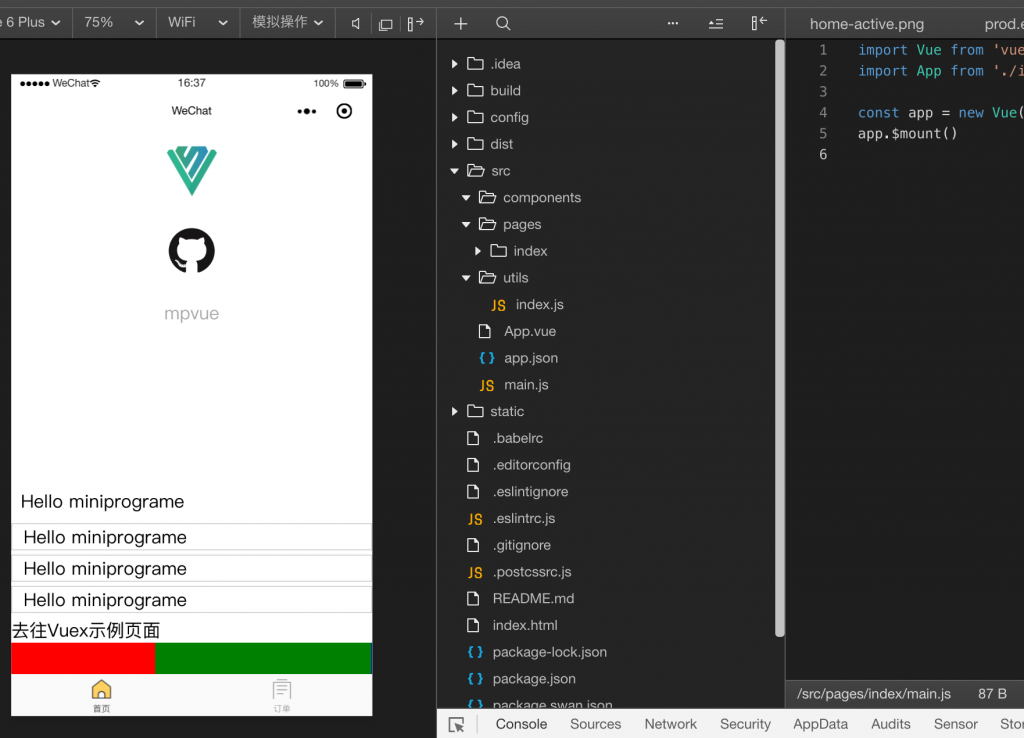 6 Plus 75% WiFi 模拟操作
WeChat 16:37 100%
WeChat
mpvue
Hello miniprograme
Hello miniprograme
Hello miniprograme
Hello miniprograme
去往Vuex示例页面
首页 订单
.idea
build
config
dist
src
components
pages
index
utils
JS index.js
App.vue
{ } app.json
JS main.js
static
.babelrc
.editorconfig
.eslintignore
JS .eslintrc.js
.gitignore
JS .postcssrc.js
README.md
index.html
{ } package-lock.json
{ } package.json
{ } package.swan.json
home-active.png prod.e
1 import Vue from 'vue
2 import App from './i
3
4 const app = new Vue(
5 app.$mount()
6
/src/pages/index/main.js 87 B
Console Sources Network Security AppData Audits Sensor Stor